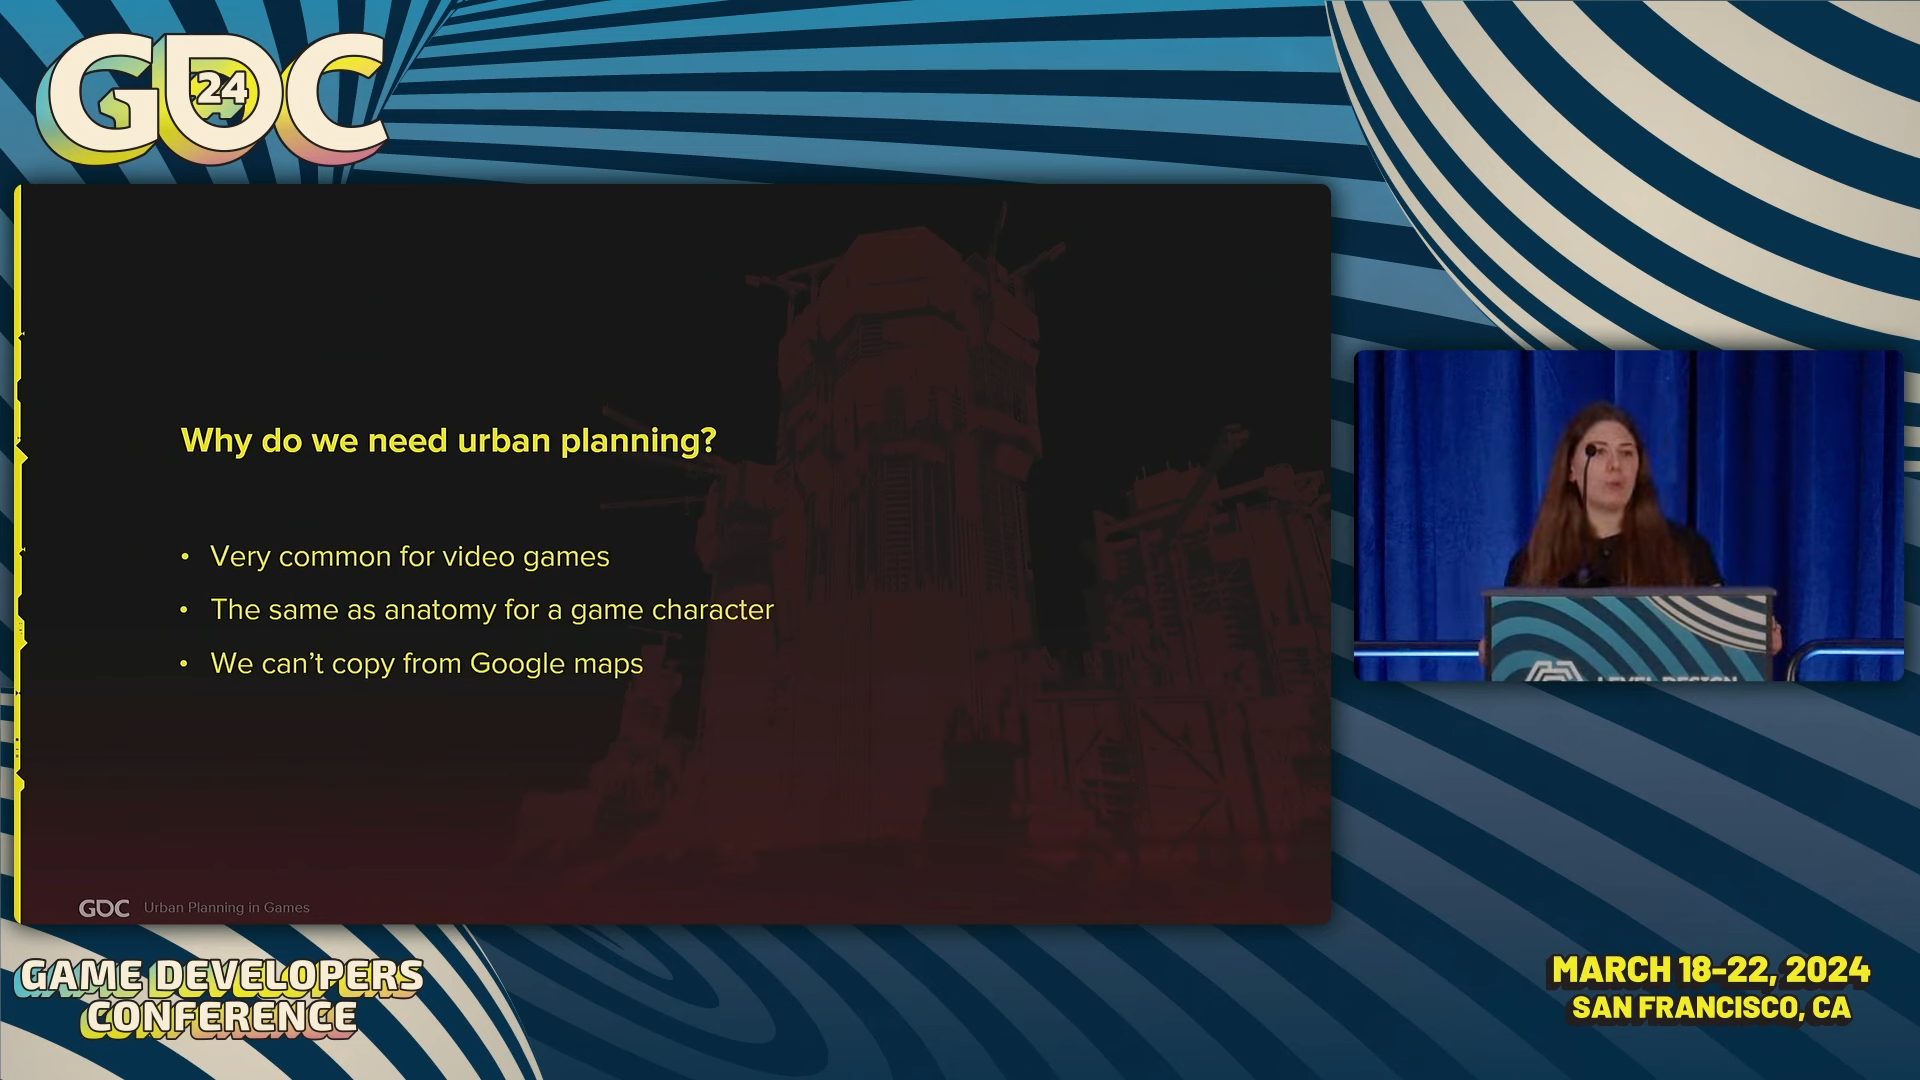 GDC
24
Why do we need urban planning?
• Very common for video games
• The same as anatomy for a game character
• We can’t copy from Google maps
GDC Urban Planning in Games
LEVEL DESIGN
GAME DEVELOPERS
CONFERENCE
MARCH 18-22, 2024
SAN FRANCISCO, CA